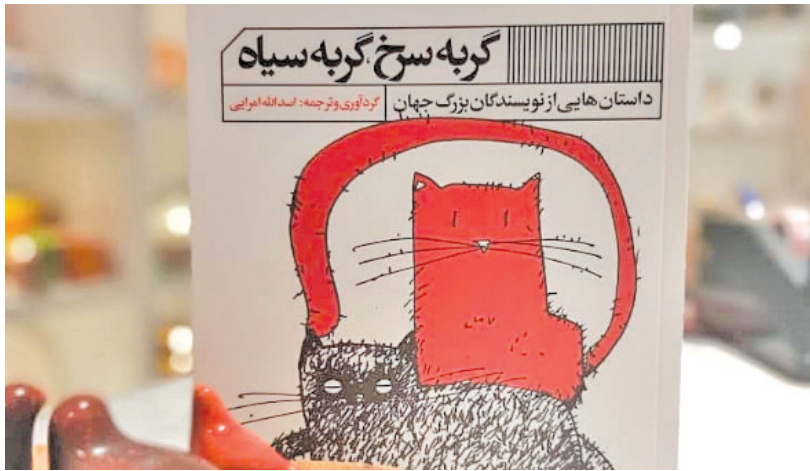 گربه سرخ، گربه سیاه
داستان‌هایی از نویسندگان بزرگ جهان
گردآوری و ترجمه: اسدالله امرایی